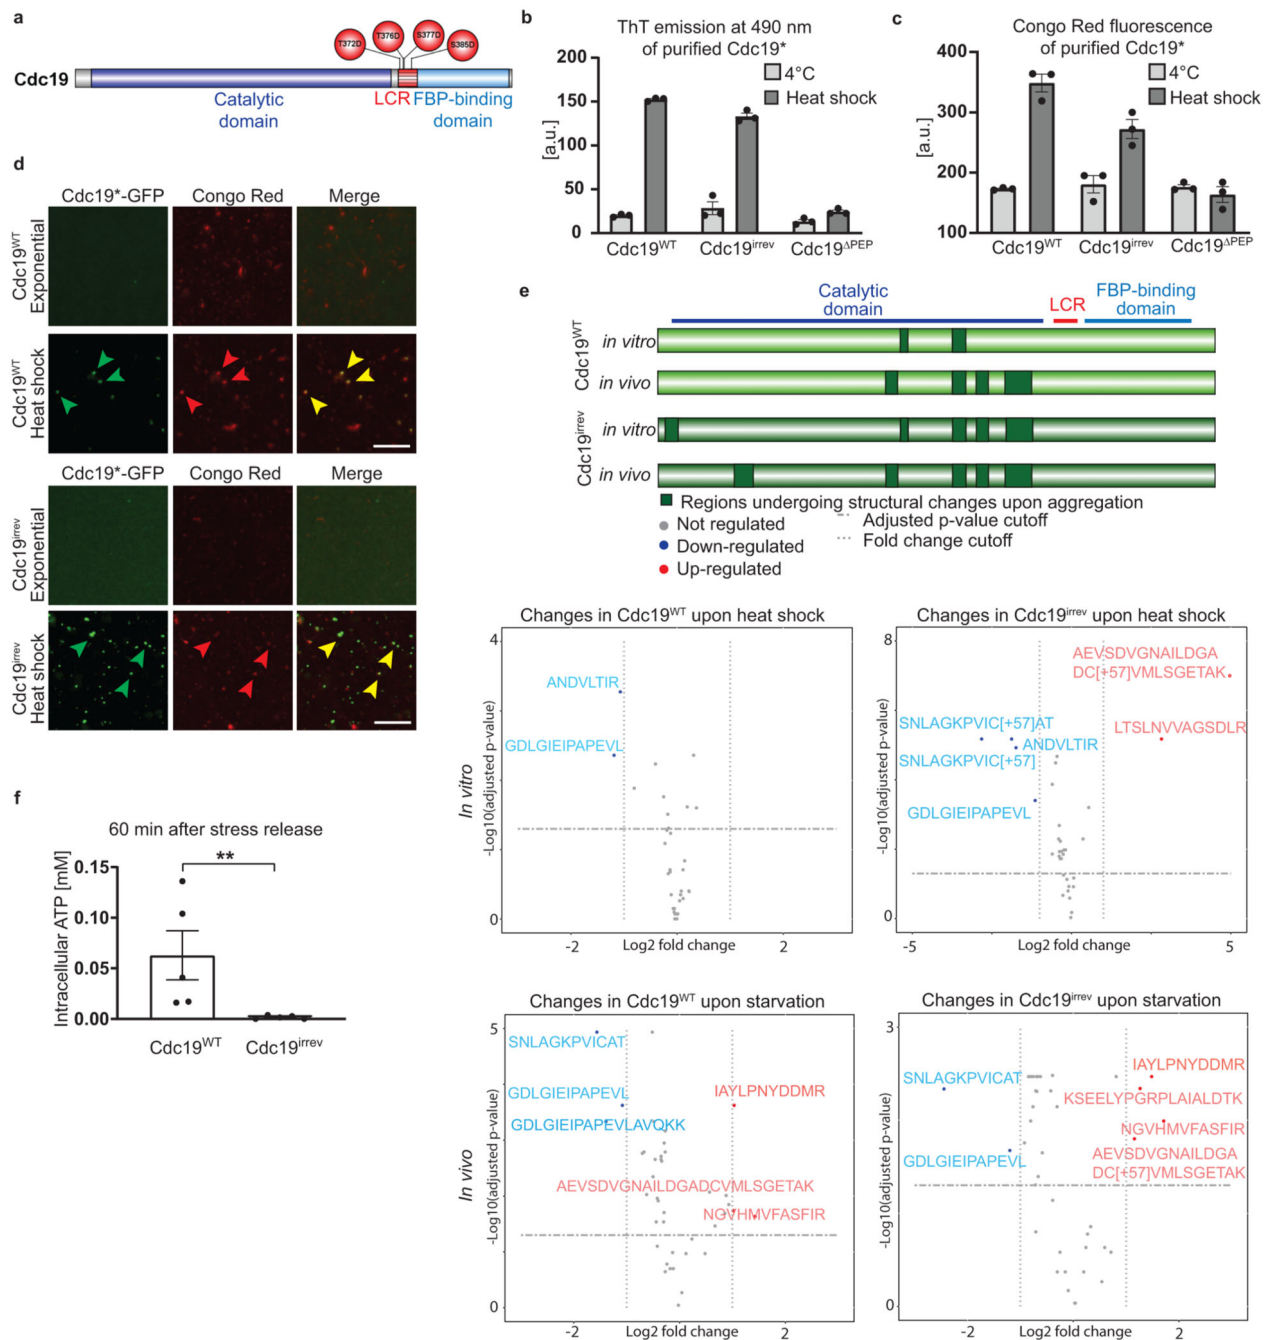 a
T372D
T376D
S377D
S385D
Cdc19
Catalytic
domain
LCR
FBP-binding
domain
b
ThT emission at 490 nm
of purified Cdc19*
200
150
100
50
0
[a.u.]
4°C
Heat shock
Cdc19WT
Cdc19irrev
Cdc19ΔPEP
c
Congo Red fluorescence
of purified Cdc19*
400
300
200
100
[a.u.]
4°C
Heat shock
Cdc19WT
Cdc19irrev
Cdc19ΔPEP
d
Cdc19*-GFP
Congo Red
Merge
Cdc19WT
Exponential
Cdc19WT
Heat shock
Cdc19*-GFP
Congo Red
Merge
Cdc19irrev
Exponential
Cdc19irrev
Heat shock
e
Catalytic
domain
LCR
FBP-binding
domain
Cdc19WT
in vitro
in vivo
Cdc19irrev
in vitro
in vivo
Regions undergoing structural changes upon aggregation
Not regulated
Down-regulated
Up-regulated
Adjusted p-value cutoff
Fold change cutoff
In vitro
Changes in Cdc19WT upon heat shock
4
0
-Log10(adjusted p-value)
ANDVLTIR
GDLGIEIPAPEVL
-2
Log2 fold change
2
Changes in Cdc19irrev upon heat shock
8
0
-Log10(adjusted p-value)
AEVSDVGNAILDGA
DC[+57]VMLSGETAK
SNLAGKPVIC[+57]AT
LTSLNVVAGSDLR
ANDVLTIR
SNLAGKPVIC[+57]
GDLGIEIPAPEVL
-5
Log2 fold change
5
In vivo
Changes in Cdc19WT upon starvation
5
0
-Log10(adjusted p-value)
SNLAGKPVICAT
GDLGIEIPAPEVL
IAYLPNYDDMR
GDLGIEIPAPEVLAVQKK
AEVSDVGNAILDGADCVMLSGETAK
NGVHMVFASFIR
-2
Log2 fold change
2
Changes in Cdc19irrev upon starvation
3
0
-Log10(adjusted p-value)
IAYLPNYDDMR
SNLAGKPVICAT
KSEELYPGRPLAIALDTK
NGVHMVFASFIR
GDLGIEIPAPEVL
AEVSDVGNAILDGA
DC[+57]VMLSGETAK
-2
Log2 fold change
2
f
60 min after stress release
**
0.15
0.10
0.05
0.00
Intracellular ATP [mM]
Cdc19WT
Cdc19irrev